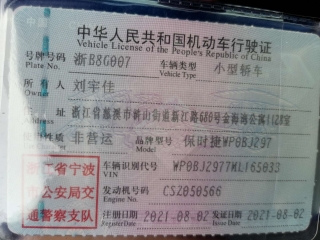 中华人民共和国机动车行驶证
Vehicle License of the People's Republic of China
号牌号码 浙B8G007 车辆类型 小型轿车
Plate No. Vehicle Type
所有人 刘宇佳
Owner
住址 浙江省慈溪市浒山街道新江路680号金海湾公寓112#室
Address
使用性质 非营运 品牌型号 保时捷WP0BJ297
Model
浙江省宁波市公安局交通警察支队
车辆识别代号 WP0BJ2977ML165033
VIN
发动机号码 CSZ050566
Engine No.
注册日期 2021-08-02 发证日期 2021-08-02
Register Date Issue Date